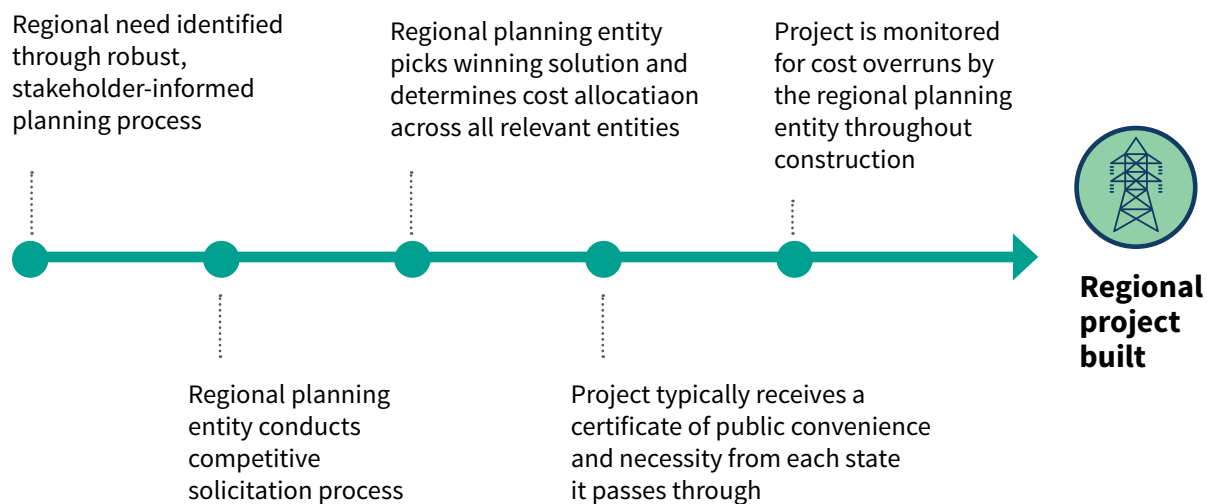 Regional need identified
through robust,
stakeholder-informed
planning process
Regional planning
entity conducts
competitive
solicitation process
Regional planning entity
picks winning solution and
determines cost allocatiaon
across all relevant entities
Project typically receives a
certificate of public convenience
and necessity from each state
it passes through
Project is monitored
for cost overruns by
the regional planning
entity throughout
construction
Regional
project
built